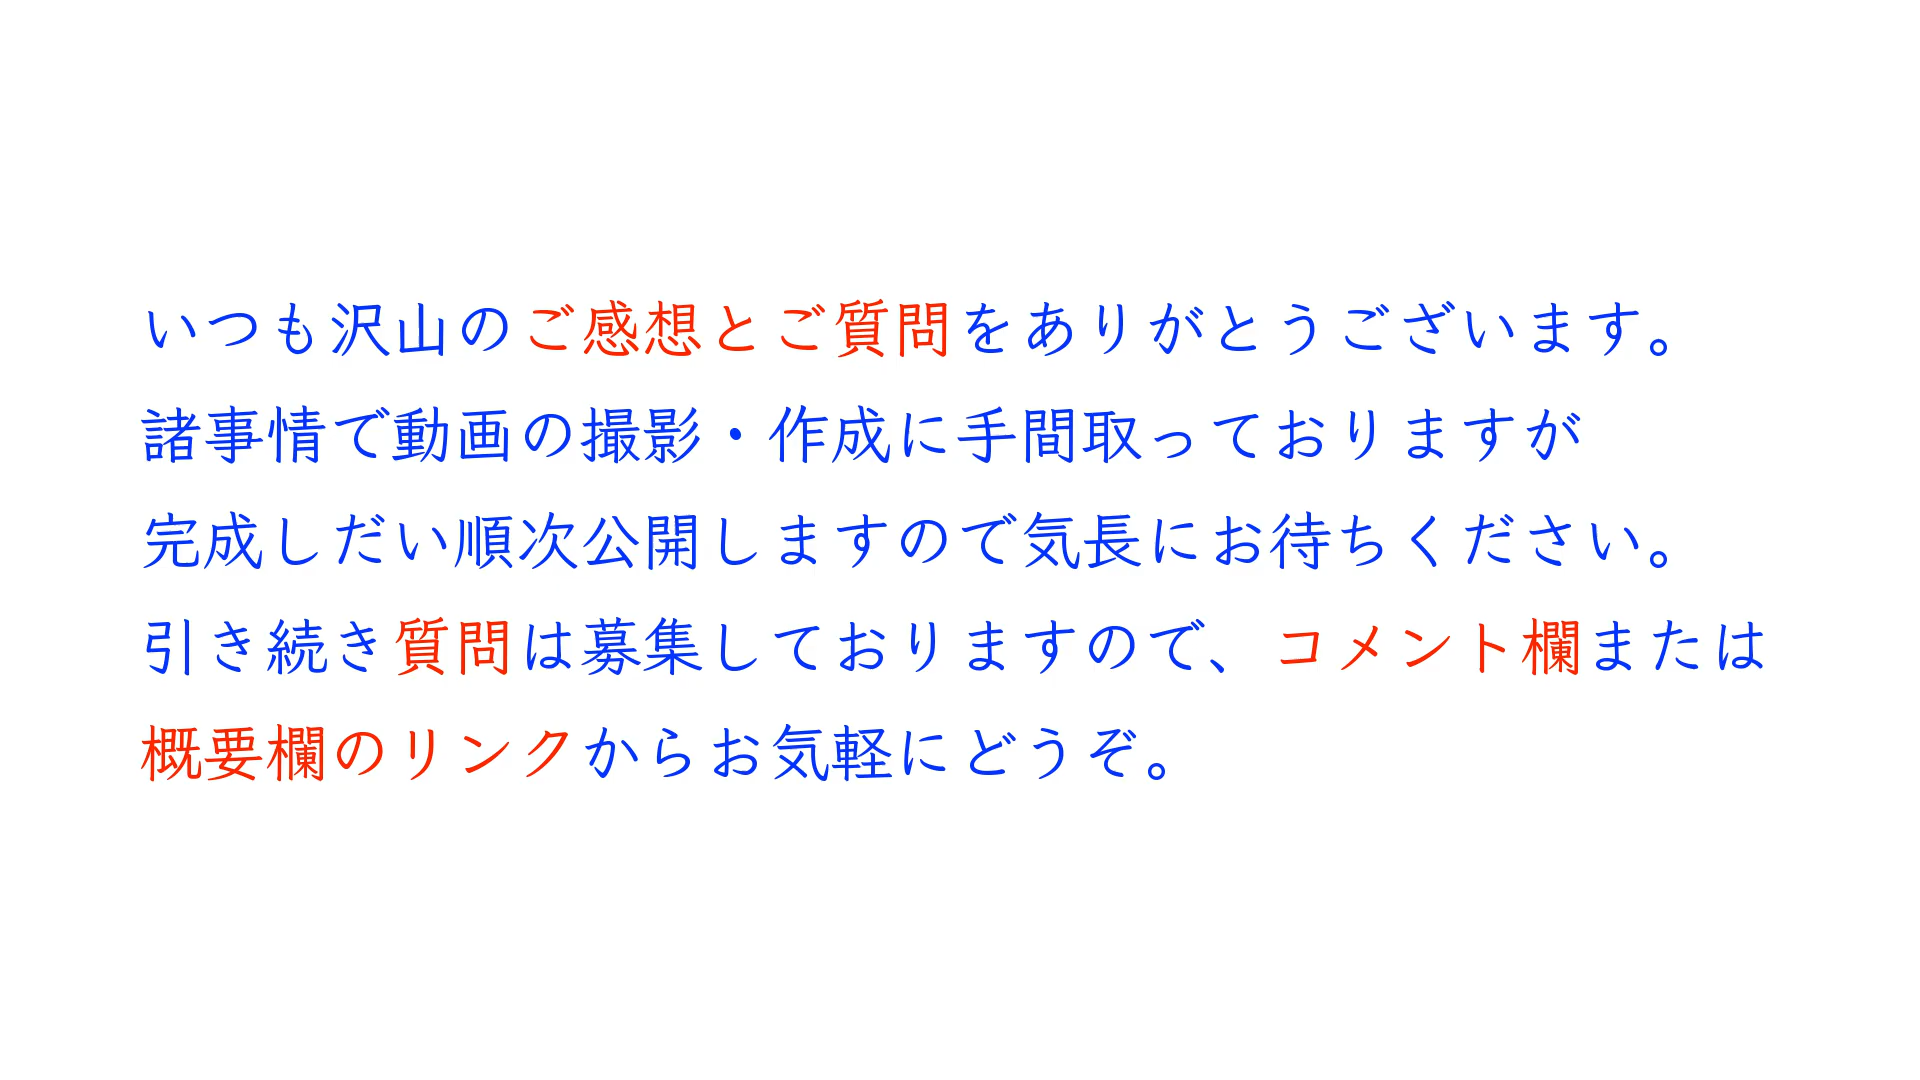 いつも沢山のご感想とご質問をありがとうございます。
諸事情で動画の撮影・作成に手間取っておりますが
完成しだい順次公開しますので気長にお待ちください。
引き続き質問は募集しておりますので、コメント欄または
概要欄のリンクからお気軽にどうぞ。